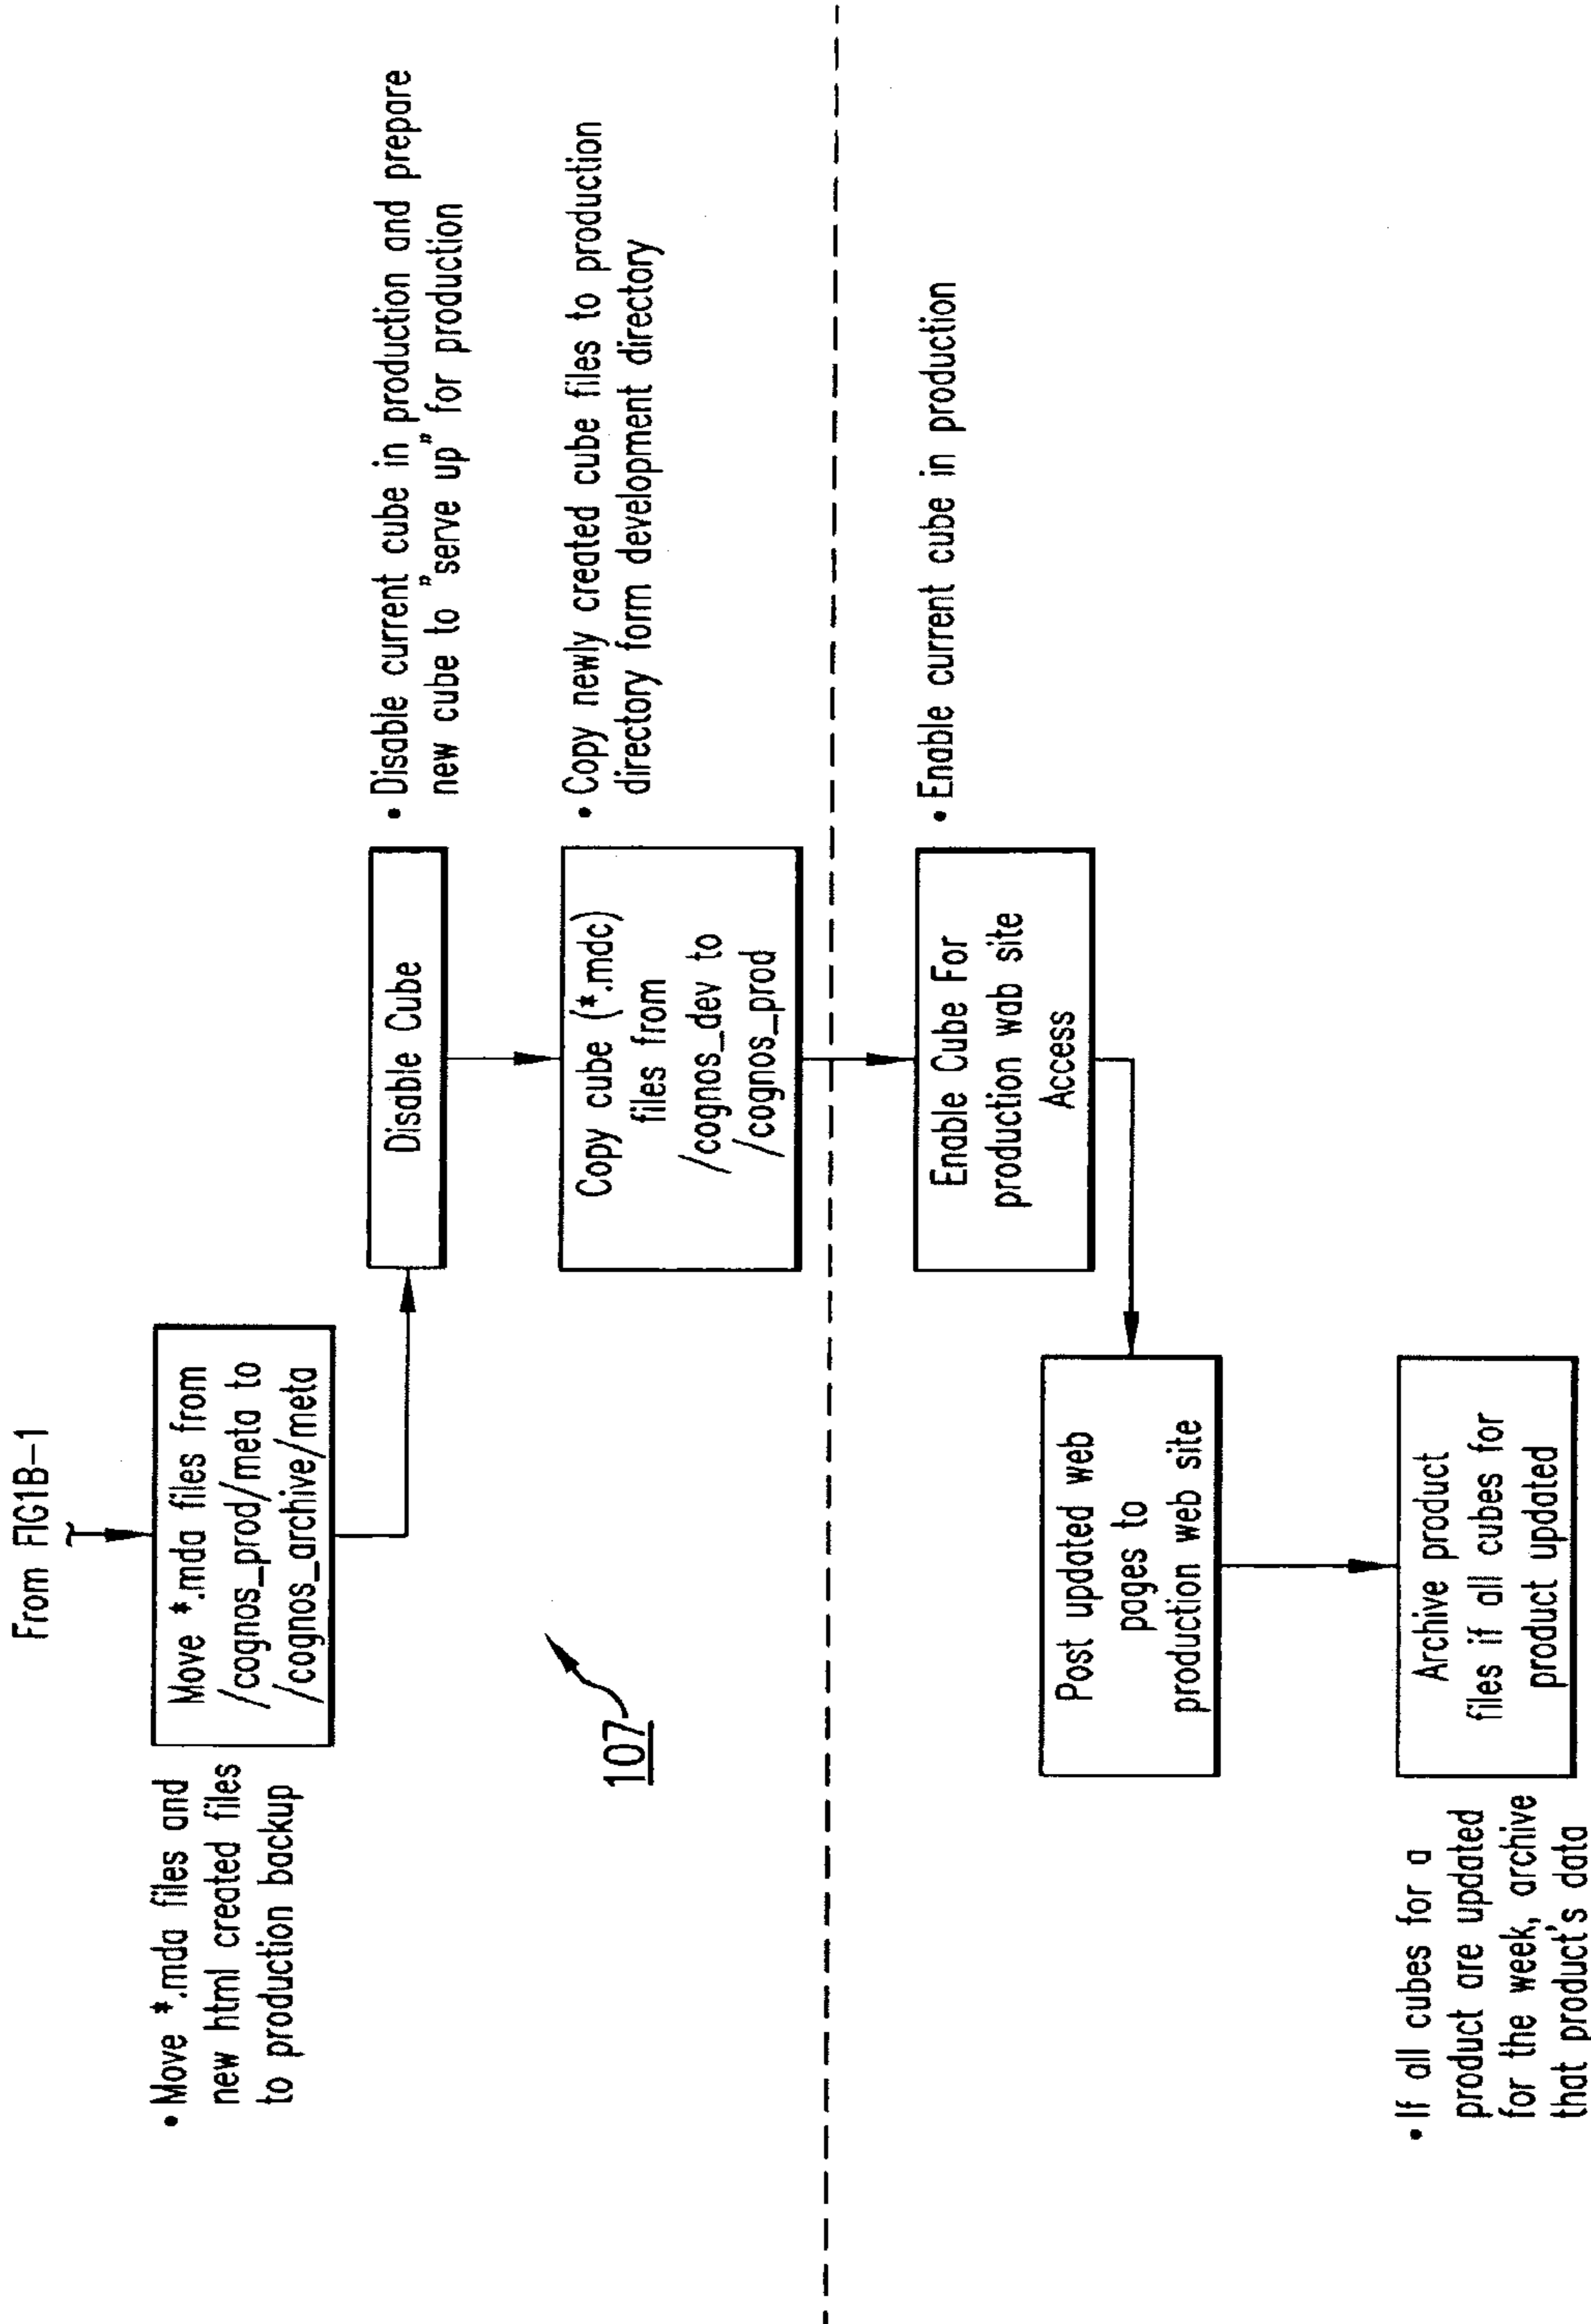 From FIG1B-1
• Move *.mda files and
new html created files
to production backup
Move *.mda files from
/cognos_prod/meta to
/cognos_archive/meta
Disable Cube
• Disable current cube in production and prepare
new cube to "serve up" for production
Copy cube (*.mdc)
files from
/cognos_dev to
/cognos_prod
• Copy newly created cube files to production
directory form development directory
107
Enable Cube For
production wab site
Access
• Enable current cube in production
Post updated web
pages to
production web site
• If all cubes for a
product are updated
for the week, archive
that product's data
Archive product
files if all cubes for
product updated